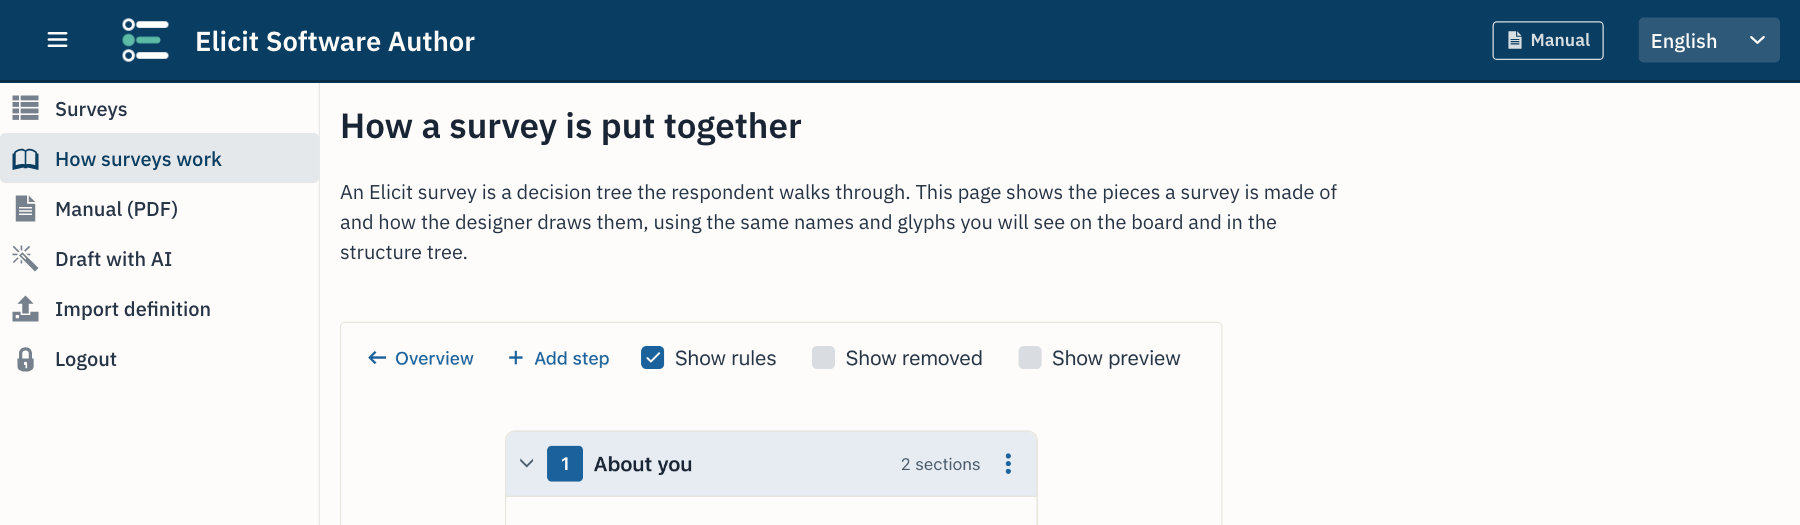 Elicit Software Author
Manual
English
Surveys
How surveys work
Manual (PDF)
Draft with AI
Import definition
Logout
How a survey is put together
An Elicit survey is a decision tree the respondent walks through. This page shows the pieces a survey is made of
and how the designer draws them, using the same names and glyphs you will see on the board and in the
structure tree.
Overview
Add step
Show rules
Show removed
Show preview
1 About you
2 sections